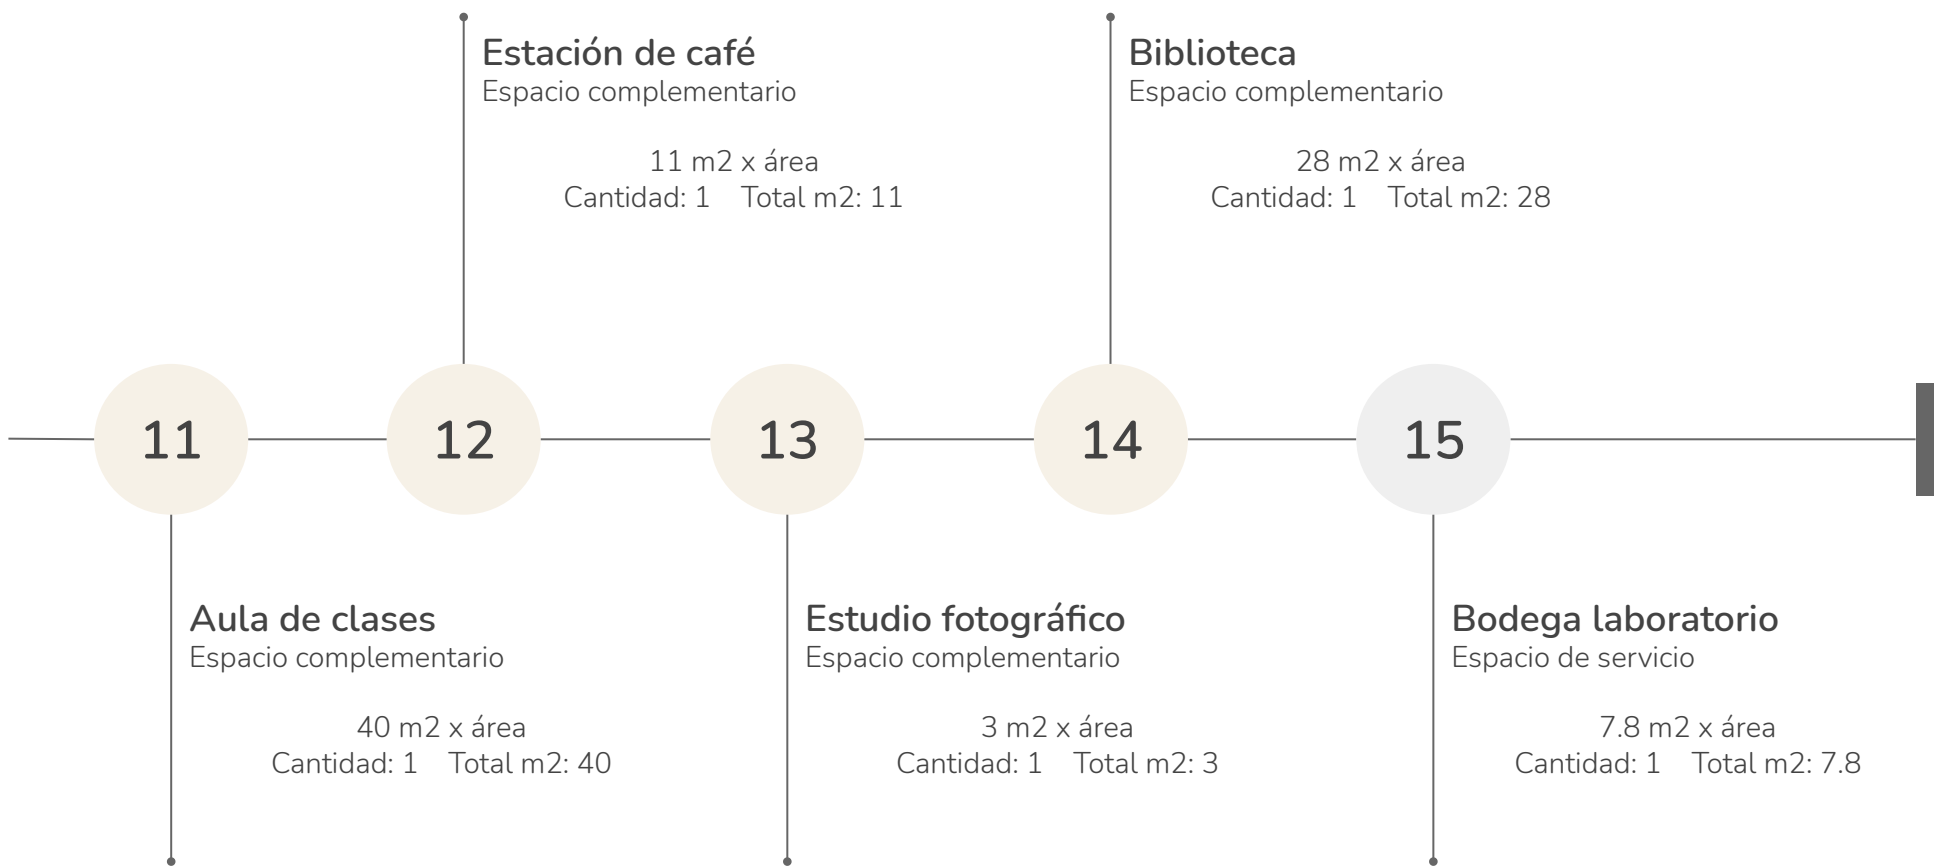 Estación de café
Espacio complementario
11 m2 x área
Cantidad: 1 Total m2: 11
Biblioteca
Espacio complementario
28 m2 x área
Cantidad: 1 Total m2: 28
11
12
13
14
15
Aula de clases
Espacio complementario
40 m2 x área
Cantidad: 1 Total m2: 40
Estudio fotográfico
Espacio complementario
3 m2 x área
Cantidad: 1 Total m2: 3
Bodega laboratorio
Espacio de servicio
7.8 m2 x área
Cantidad: 1 Total m2: 7.8